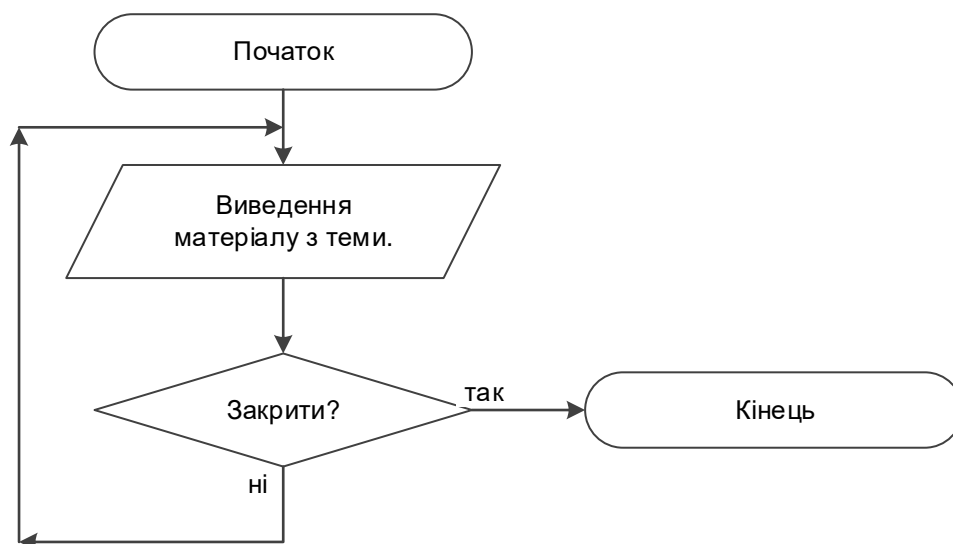 Початок
Виведення
матеріалу з теми.
Закрити?
так
Кінець
ні